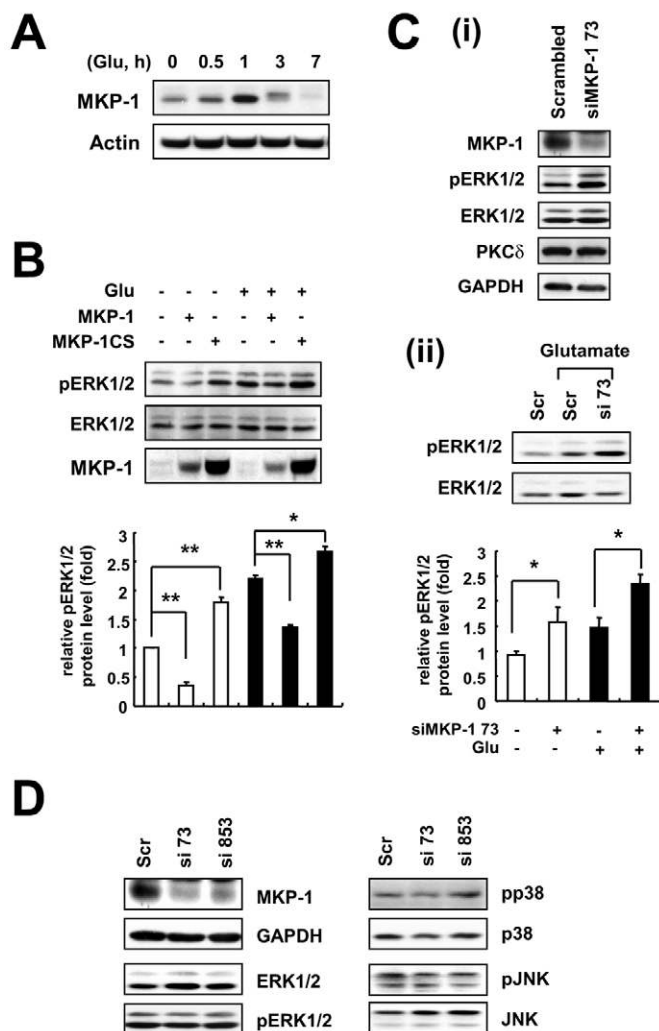 A
(Glu, h) 0 0.5 1 3 7
MKP-1
Actin
B
Glu - - - + + +
MKP-1 - + - - + -
MKP-1CS - - + - - +
pERK1/2
ERK1/2
MKP-1
relative pERK1/2
protein level (fold)
3
2.5
2
1.5
1
0.5
0
**
**
**
*
C (i)
Scrambled
siMKP-1 73
MKP-1
pERK1/2
ERK1/2
PKCδ
GAPDH
(ii)
Glutamate
Scr Scr si 73
pERK1/2
ERK1/2
relative pERK1/2
protein level (fold)
3
2.5
2
1.5
1
0.5
0
*
*
siMKP-1 73 - + - +
Glu - - + +
D
Scr si 73 si 853
MKP-1
GAPDH
ERK1/2
pERK1/2
Scr si 73 si 853
pp38
p38
pJNK
JNK